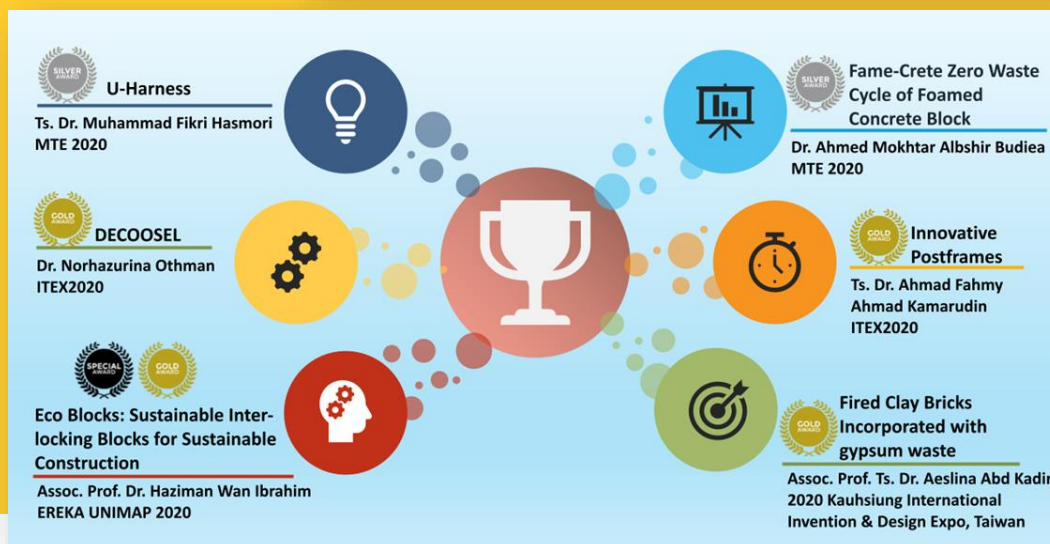 SILVER
AWARD
U-Harness
Ts. Dr. Muhammad Fikri Hasmori
MTE 2020
GOLD
AWARD
DECOOSEL
Dr. Norhazurina Othman
ITEX2020
SPECIAL
AWARD
GOLD
AWARD
Eco Blocks: Sustainable Inter-
locking Blocks for Sustainable
Construction
Assoc. Prof. Dr. Haziman Wan Ibrahim
EREKA UNIMAP 2020
SILVER
AWARD
Fame-Crete Zero Waste
Cycle of Foamed
Concrete Block
Dr. Ahmed Mokhtar Albshir Budiea
MTE 2020
GOLD
AWARD
Innovative
Postframes
Ts. Dr. Ahmad Fahmy
Ahmad Kamarudin
ITEX2020
GOLD
AWARD
Fired Clay Bricks
Incorporated with
gypsum waste
Assoc. Prof. Ts. Dr. Aeslina Abd Kadir
2020 Kauhsiung International
Invention & Design Expo, Taiwan